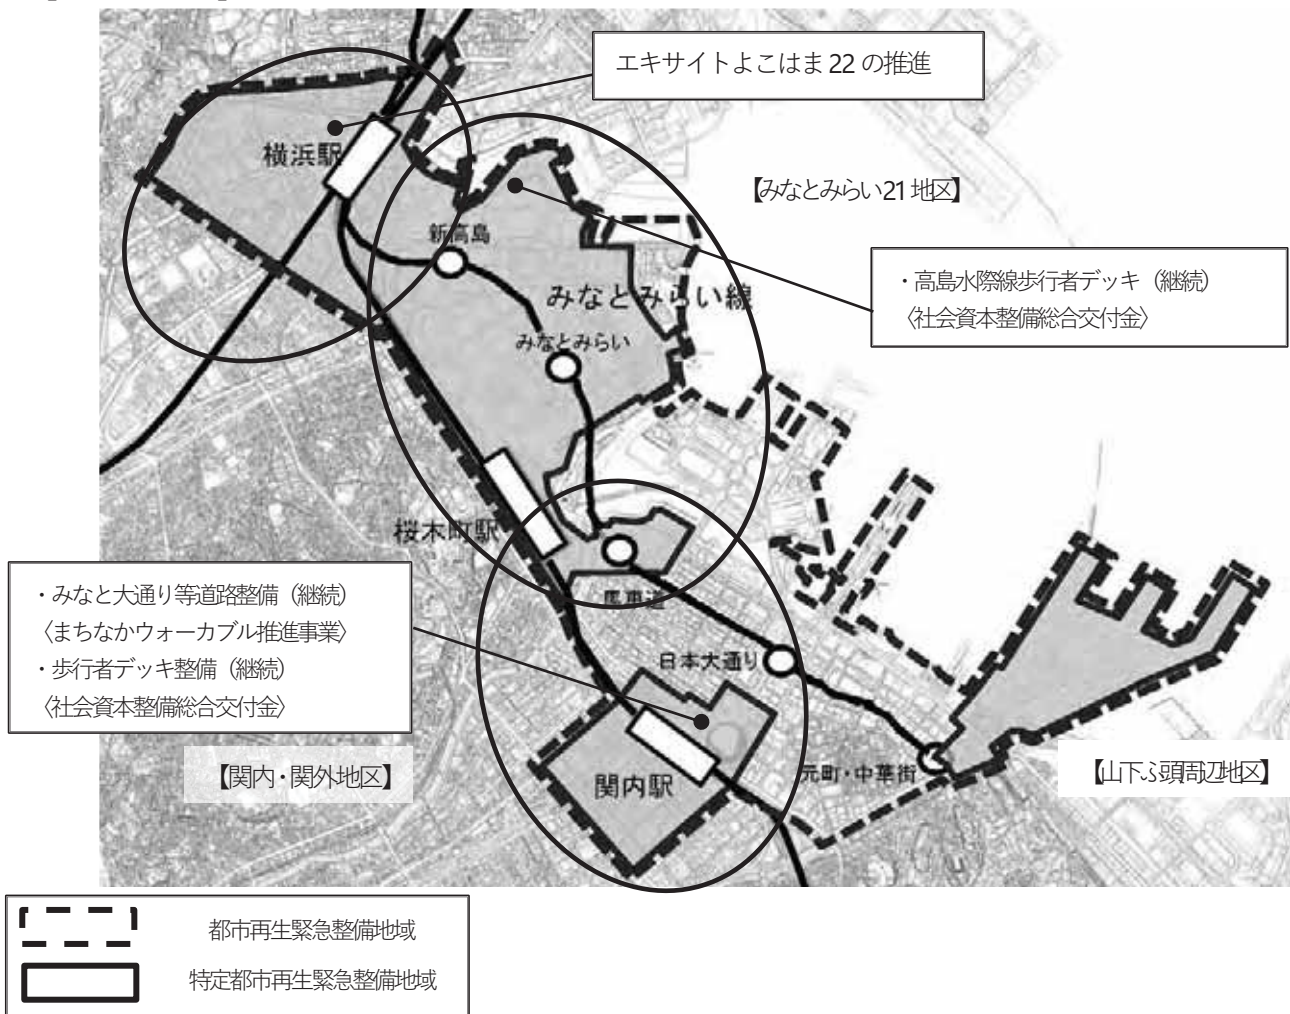 エキサイトよこはま 22 の推進
横浜駅
【みなとみらい21 地区】
新高島
・高島水際線歩行者デッキ（継続）
〈社会資本整備総合交付金〉
みなとみらい線
みなとみらい
桜木町駅
・みなと大通り等道路整備（継続）
〈まちなかウォーカブル推進事業〉
・歩行者デッキ整備（継続）
〈社会資本整備総合交付金〉
馬車道
日本大通り
【関内・関外地区】
関内駅
元町・中華街
【山下ふ頭周辺地区】
都市再生緊急整備地域
特定都市再生緊急整備地域